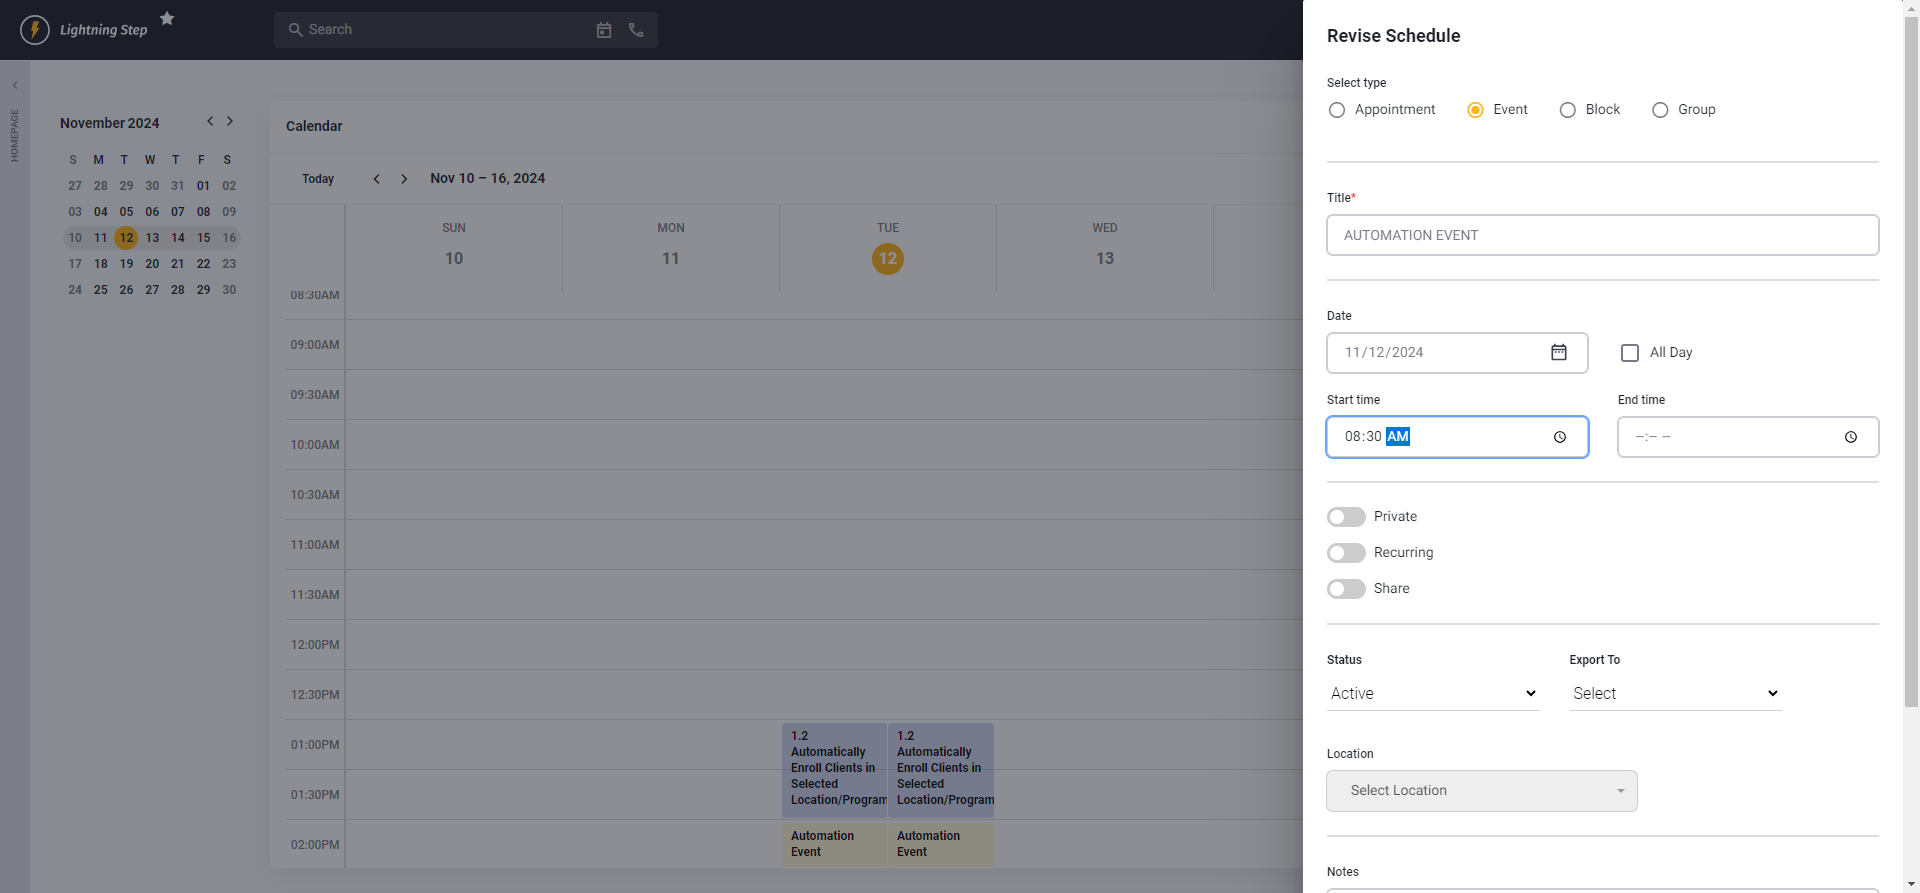 Lightning Step
Search
HOMEPAGE
November 2024
S M T W T F S
27 28 29 30 31 01 02
03 04 05 06 07 08 09
10 11 12 13 14 15 16
17 18 19 20 21 22 23
24 25 26 27 28 29 30
Calendar
Today
Nov 10 – 16, 2024
SUN MON TUE WED
10 11 12 13
08:30AM
09:00AM
09:30AM
10:00AM
10:30AM
11:00AM
11:30AM
12:00PM
12:30PM
01:00PM
01:30PM
02:00PM
1.2
Automatically
Enroll Clients in
Selected
Location/Program
1.2
Automatically
Enroll Clients in
Selected
Location/Program
Automation
Event
Automation
Event
Revise Schedule
Select type
Appointment Event Block Group
Title*
AUTOMATION EVENT
Date
11/12/2024
All Day
Start time
08:30 AM
End time
--:-- --
Private
Recurring
Share
Status
Active
Export To
Select
Location
Select Location
Notes